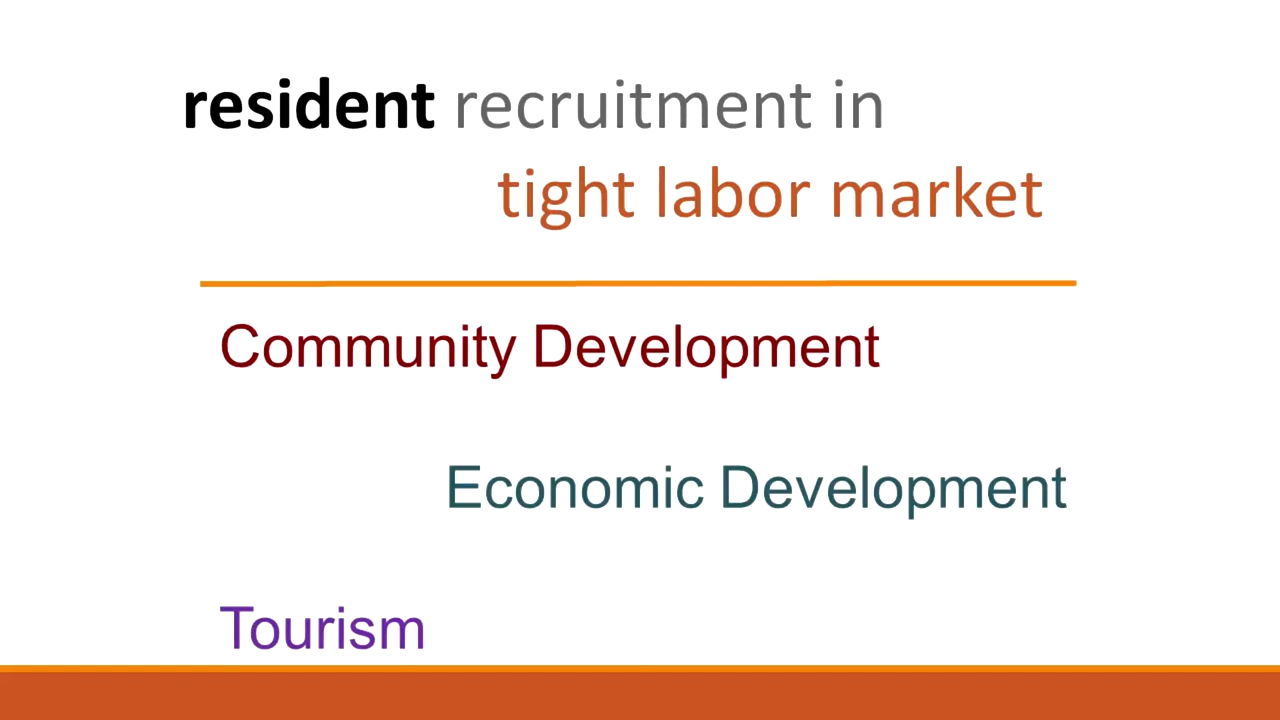 resident recruitment in
tight labor market
Community Development
Economic Development
Tourism